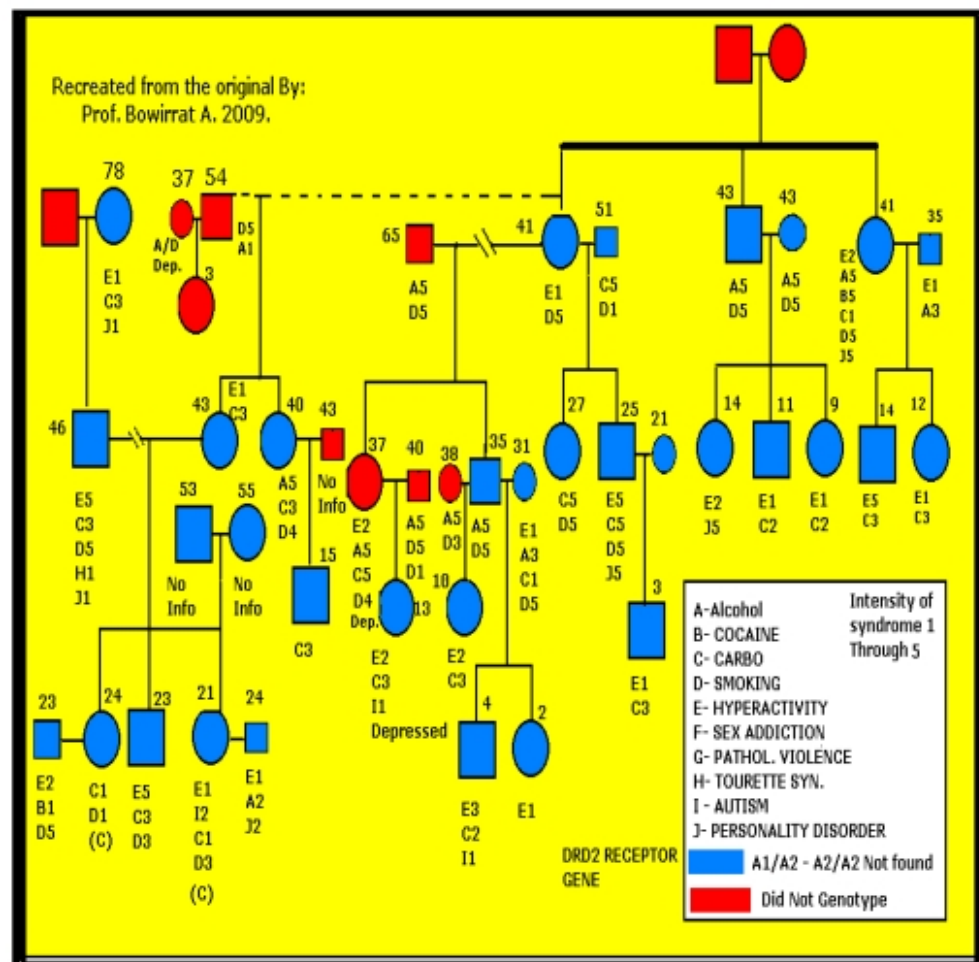 Recreated from the original By:
Prof. Bowirrat A. 2009.
78
37
54
A/D
Dep.
D5
A1
3
E1
C3
J1
65
A5
D5
41
E1
D5
51
C5
D1
43
A5
D5
43
A5
D5
41
E2
A5
B5
C1
D5
J5
35
E1
A3
46
E5
C3
D5
H1
J1
43
E1
C3
40
A5
C3
D4
43
No
Info
15
C3
37
E2
A5
C5
D4
Dep.
40
A5
D5
D1
13
E2
C3
I1
Depressed
38
A5
D3
35
A5
D5
31
E1
A3
C1
D5
E2
C3
27
C5
D5
25
E5
C5
D5
J5
21
3
E1
C3
14
E2
J5
11
E1
C2
9
E1
C2
14
E5
C3
12
E1
C3
53
No
Info
55
No
Info
23
E2
B1
D5
24
C1
D1
(C)
23
E5
C3
D3
21
E1
I2
C1
D3
(C)
24
E1
A2
J2
4
E3
C2
I1
2
E1
DRD2 RECEPTOR
GENE
Intensity of
syndrome 1
Through 5
A-Alcohol
B- COCAINE
C- CARBO
D- SMOKING
E- HYPERACTIVITY
F- SEX ADDICTION
G- PATHOL. VIOLENCE
H- TOURETTE SYN.
I - AUTISM
J- PERSONALITY DISORDER
A1/A2 - A2/A2 Not found
Did Not Genotype